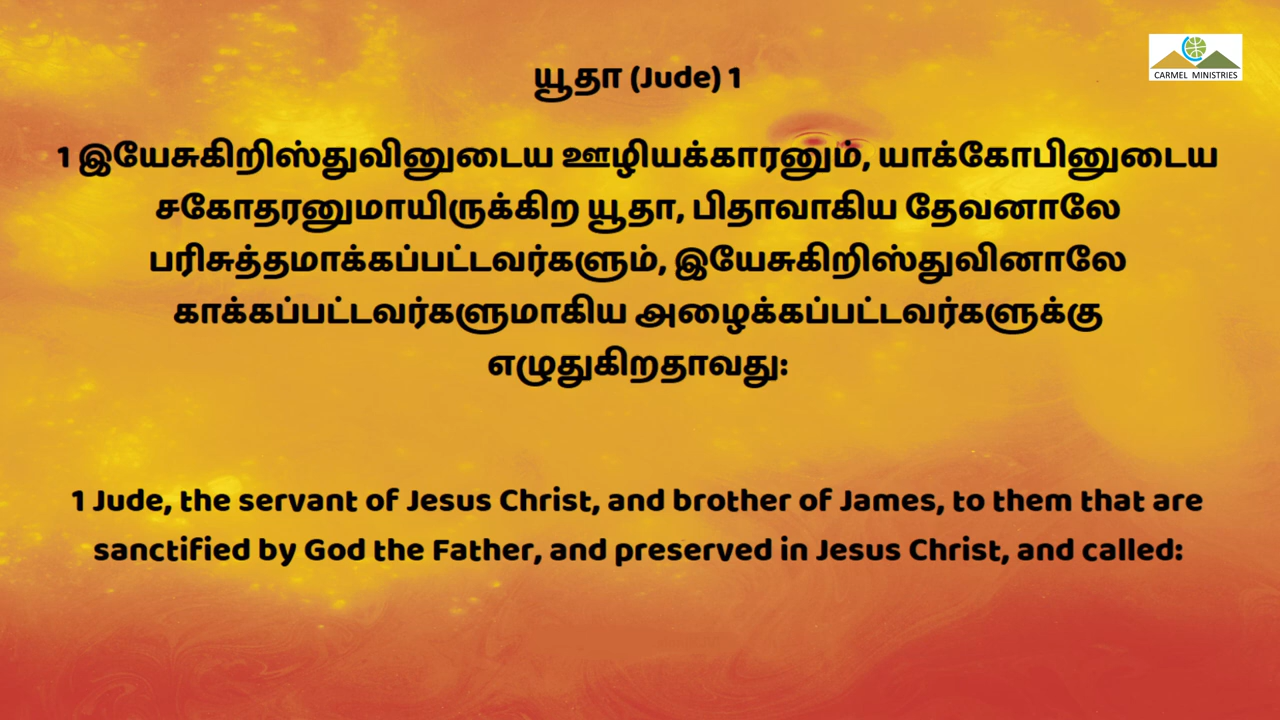 CARMEL MINISTRIES
யூதா (Jude) 1
1 இயேசுகிறிஸ்துவினுடைய ஊழியக்காரனும், யாக்கோபினுடைய
சகோதரனுமாயிருக்கிற யூதா, பிதாவாகிய தேவனாலே
பரிசுத்தமாக்கப்பட்டவர்களும், இயேசுகிறிஸ்துவினாலே
காக்கப்பட்டவர்களுமாகிய அழைக்கப்பட்டவர்களுக்கு
எழுதுகிறதாவது:
1 Jude, the servant of Jesus Christ, and brother of James, to them that are
sanctified by God the Father, and preserved in Jesus Christ, and called: